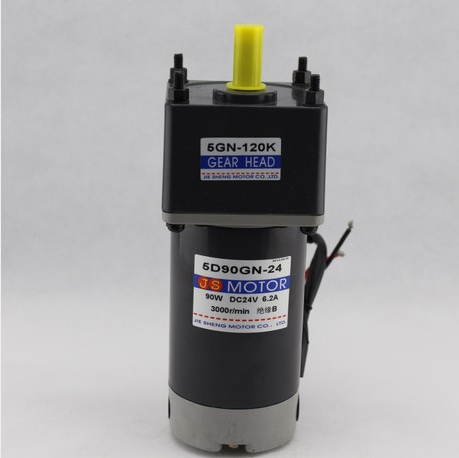 5GN-120K
GEAR HEAD
JIE SHENG MOTOR CO.,LTD.
5D90GN-24
JS MOTOR
90W DC24V 6.2A
3000r/min 绝缘B
JIE SHENG MOTOR CO., LTD.